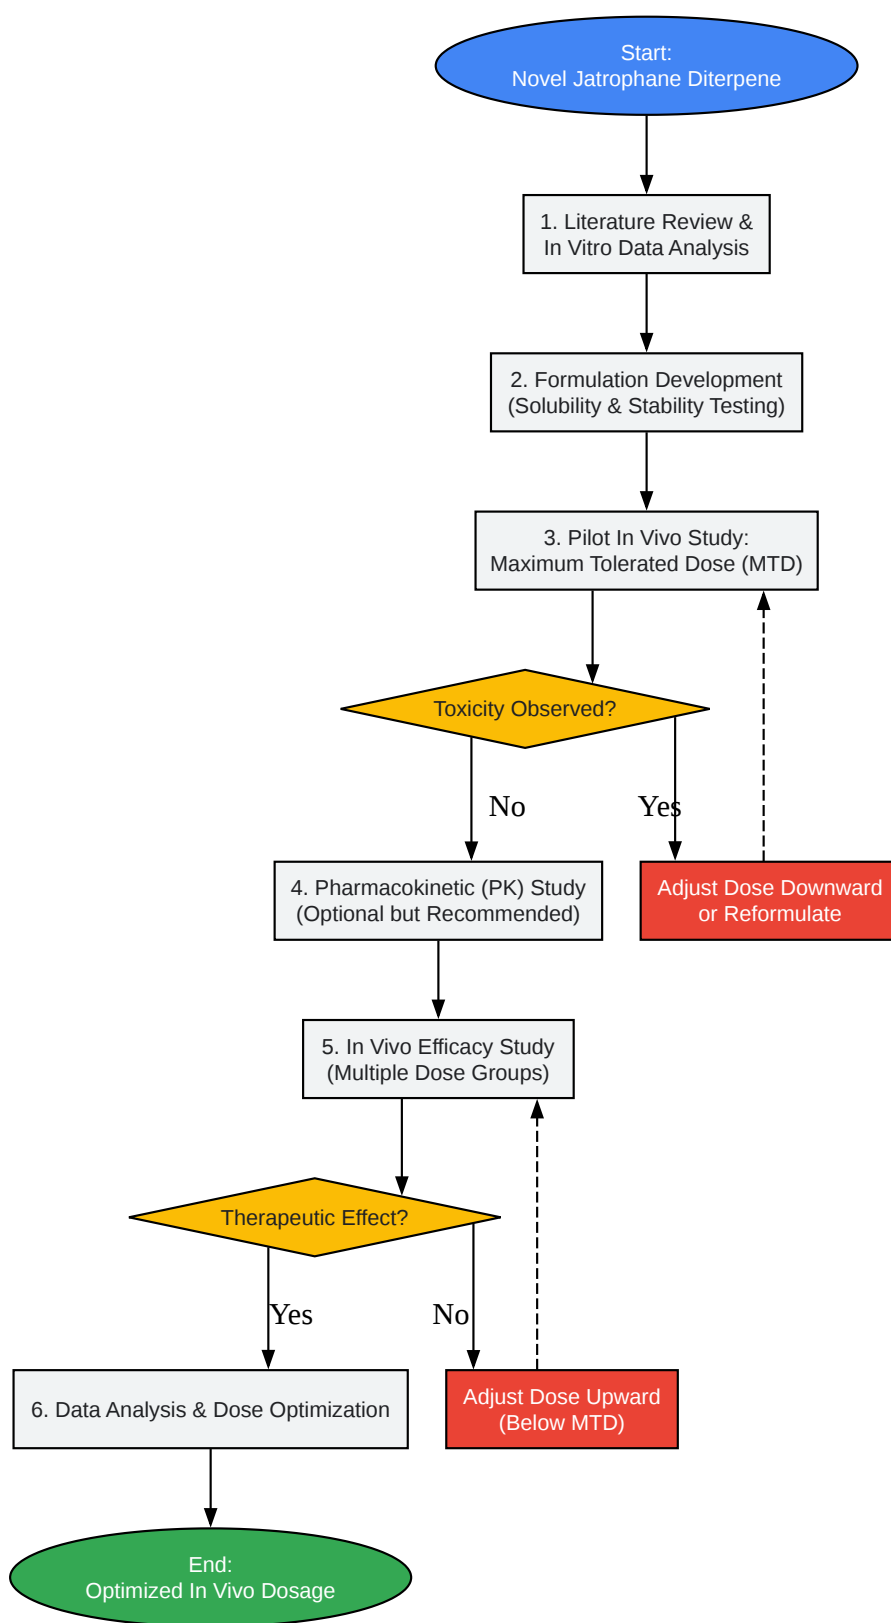 Start:
Novel Jatrophane Diterpene
1. Literature Review &
In Vitro Data Analysis
2. Formulation Development
(Solubility & Stability Testing)
3. Pilot In Vivo Study:
Maximum Tolerated Dose (MTD)
Toxicity Observed?
No
Yes
4. Pharmacokinetic (PK) Study
(Optional but Recommended)
Adjust Dose Downward
or Reformulate
5. In Vivo Efficacy Study
(Multiple Dose Groups)
Therapeutic Effect?
Yes
No
6. Data Analysis & Dose Optimization
Adjust Dose Upward
(Below MTD)
End:
Optimized In Vivo Dosage